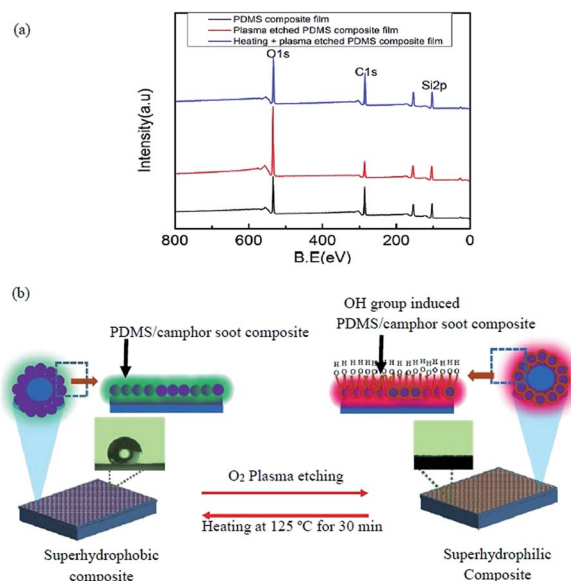 (a)
PDMS composite film
Plasma etched PDMS composite film
Heating + plasma etched PDMS composite film
O1s
C1s
Si2p
Intensity(a.u)
800 600 400 200 0
B.E(eV)
(b)
OH group induced
PDMS/camphor soot composite
PDMS/camphor soot composite
H H H H H H H H H H H H H
O₂ Plasma etching
Heating at 125 ºC for 30 min
Superhydrophobic
composite
Superhydrophilic
Composite